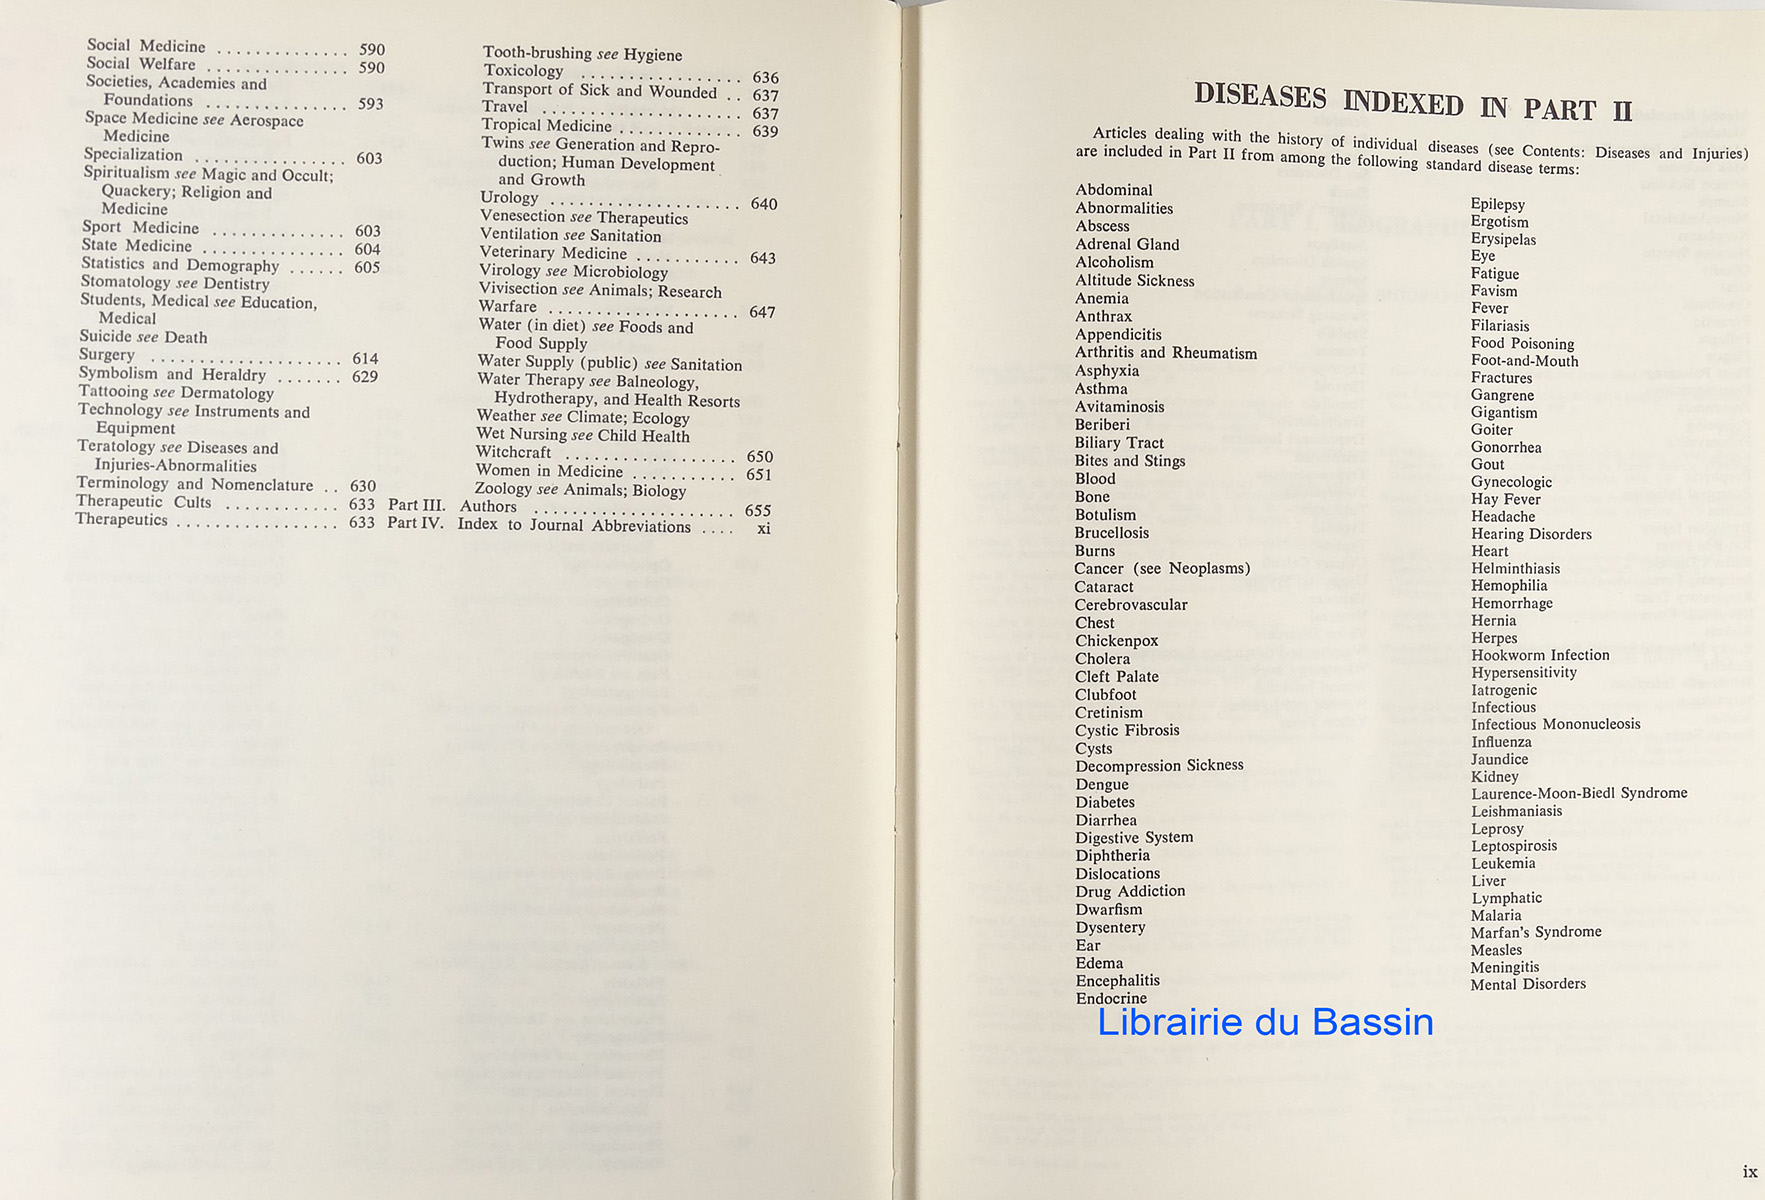 Social Medicine . . . . . . . . . . . . . . 590
Social Welfare . . . . . . . . . . . . . . . 590
Societies, Academies and
Foundations . . . . . . . . . . . . . . . 593
Space Medicine see Aerospace
Medicine
Specialization . . . . . . . . . . . . . . . . 603
Spiritualism see Magic and Occult;
Quackery; Religion and
Medicine
Sport Medicine . . . . . . . . . . . . . . 603
State Medicine . . . . . . . . . . . . . . . 604
Statistics and Demography . . . . . . 605
Stomatology see Dentistry
Students, Medical see Education,
Medical
Suicide see Death
Surgery . . . . . . . . . . . . . . . . . . . . 614
Symbolism and Heraldry . . . . . . . 629
Tattooing see Dermatology
Technology see Instruments and
Equipment
Teratology see Diseases and
Injuries-Abnormalities
Terminology and Nomenclature . . 630
Therapeutic Cults . . . . . . . . . . . . 633
Therapeutics . . . . . . . . . . . . . . . . . 633
Tooth-brushing see Hygiene
Toxicology . . . . . . . . . . . . . . . . . 636
Transport of Sick and Wounded . . 637
Travel . . . . . . . . . . . . . . . . . . . . . 637
Tropical Medicine . . . . . . . . . . . . . 639
Twins see Generation and Repro-
duction; Human Development
and Growth
Urology . . . . . . . . . . . . . . . . . . . . 640
Venesection see Therapeutics
Ventilation see Sanitation
Veterinary Medicine . . . . . . . . . . . 643
Virology see Microbiology
Vivisection see Animals; Research
Warfare . . . . . . . . . . . . . . . . . . . . 647
Water (in diet) see Foods and
Food Supply
Water Supply (public) see Sanitation
Water Therapy see Balneology,
Hydrotherapy, and Health Resorts
Weather see Climate; Ecology
Wet Nursing see Child Health
Witchcraft . . . . . . . . . . . . . . . . . . 650
Women in Medicine . . . . . . . . . . . 651
Zoology see Animals; Biology
Part III. Authors . . . . . . . . . . . . . . . . . . . . . 655
Part IV. Index to Journal Abbreviations . . . . xi
DISEASES INDEXED IN PART II
Articles dealing with the history of individual diseases (see Contents: Diseases and Injuries)
are included in Part II from among the following standard disease terms:
Abdominal
Abnormalities
Abscess
Adrenal Gland
Alcoholism
Altitude Sickness
Anemia
Anthrax
Appendicitis
Arthritis and Rheumatism
Asphyxia
Asthma
Avitaminosis
Beriberi
Biliary Tract
Bites and Stings
Blood
Bone
Botulism
Brucellosis
Burns
Cancer (see Neoplasms)
Cataract
Cerebrovascular
Chest
Chickenpox
Cholera
Cleft Palate
Clubfoot
Cretinism
Cystic Fibrosis
Cysts
Decompression Sickness
Dengue
Diabetes
Diarrhea
Digestive System
Diphtheria
Dislocations
Drug Addiction
Dwarfism
Dysentery
Ear
Edema
Encephalitis
Endocrine
Epilepsy
Ergotism
Erysipelas
Eye
Fatigue
Favism
Fever
Filariasis
Food Poisoning
Foot-and-Mouth
Fractures
Gangrene
Gigantism
Goiter
Gonorrhea
Gout
Gynecologic
Hay Fever
Headache
Hearing Disorders
Heart
Helminthiasis
Hemophilia
Hemorrhage
Hernia
Herpes
Hookworm Infection
Hypersensitivity
Iatrogenic
Infectious
Infectious Mononucleosis
Influenza
Jaundice
Kidney
Laurence-Moon-Biedl Syndrome
Leishmaniasis
Leprosy
Leptospirosis
Leukemia
Liver
Lymphatic
Malaria
Marfan's Syndrome
Measles
Meningitis
Mental Disorders
Librairie du Bassin
ix